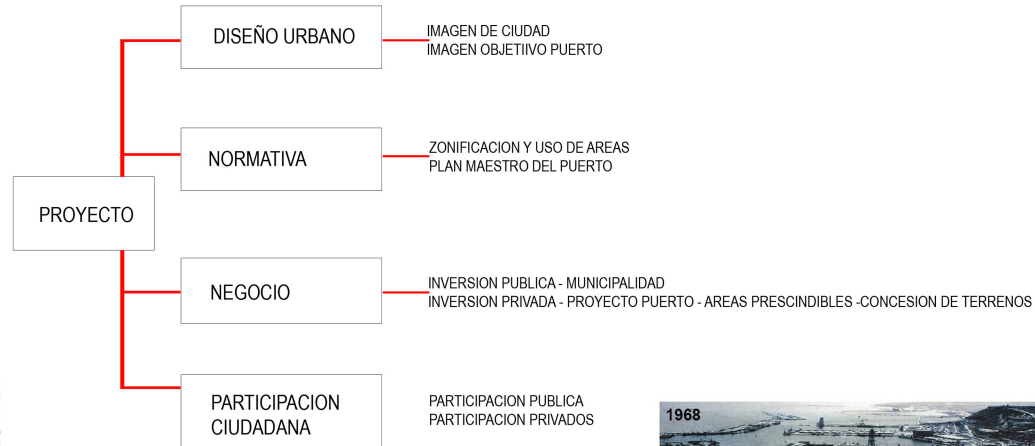 DISEÑO URBANO
IMAGEN DE CIUDAD
IMAGEN OBJETIIVO PUERTO
NORMATIVA
ZONIFICACION Y USO DE AREAS
PLAN MAESTRO DEL PUERTO
PROYECTO
NEGOCIO
INVERSION PUBLICA - MUNICIPALIDAD
INVERSION PRIVADA - PROYECTO PUERTO - AREAS PRESCINDIBLES -CONCESION DE TERRENOS
PARTICIPACION
CIUDADANA
PARTICIPACION PUBLICA
PARTICIPACION PRIVADOS
1968